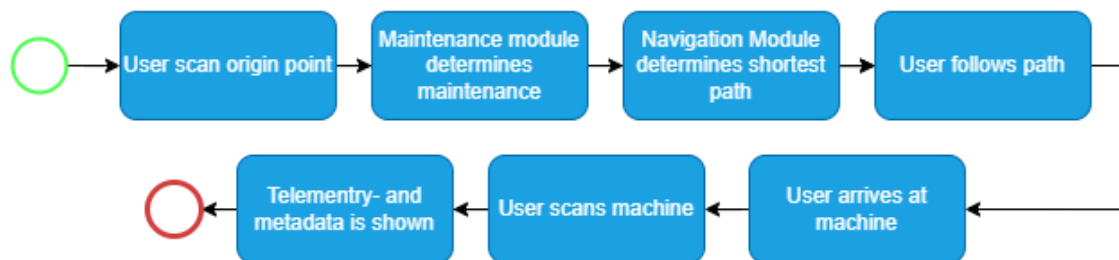 User scan origin point
Maintenance module
determines
maintenance
Navigation Module
determines shortest
path
User follows path
User arrives at
machine
User scans machine
Telementry- and
metadata is shown